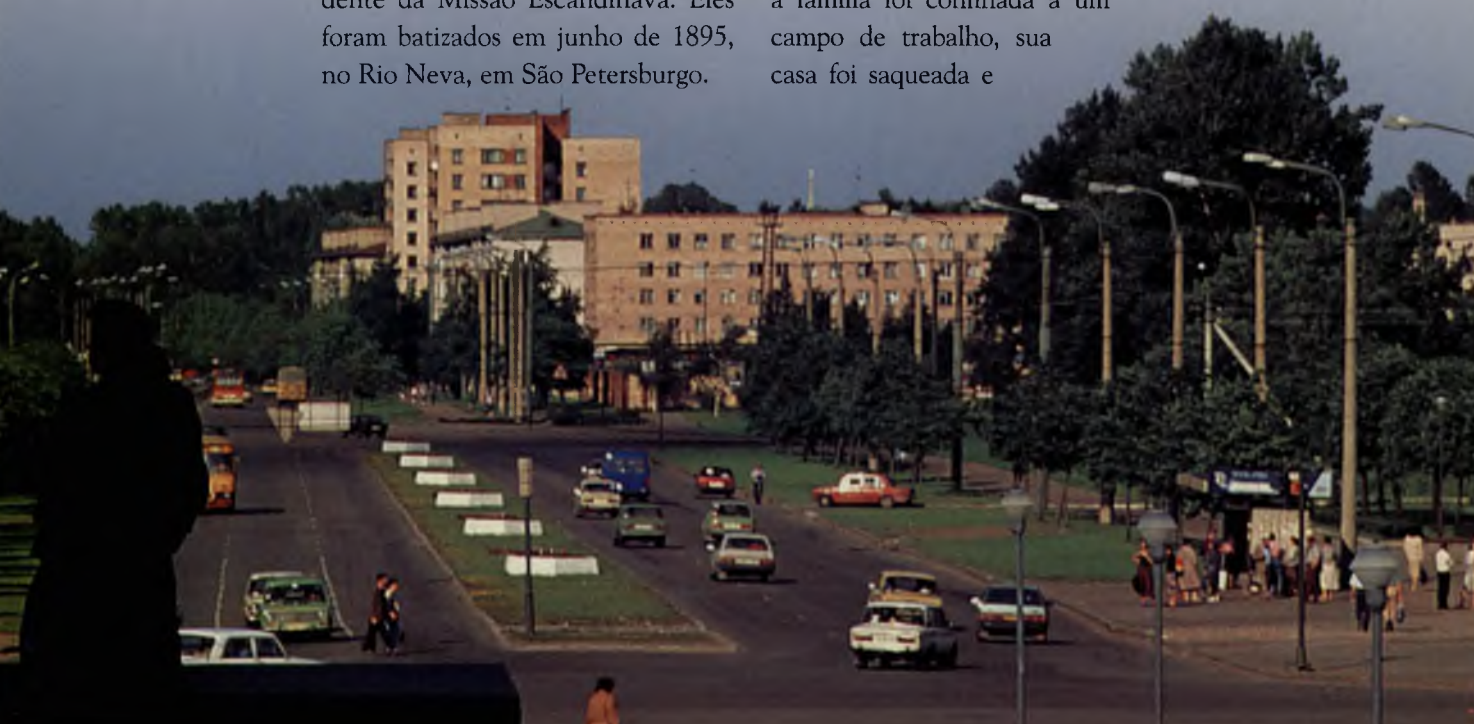 dente da Missão Escandinava. Eles
foram batizados em junho de 1895,
no Rio Neva, em São Petersburgo.
a família foi confinada a um
campo de trabalho, sua
casa foi saqueada e